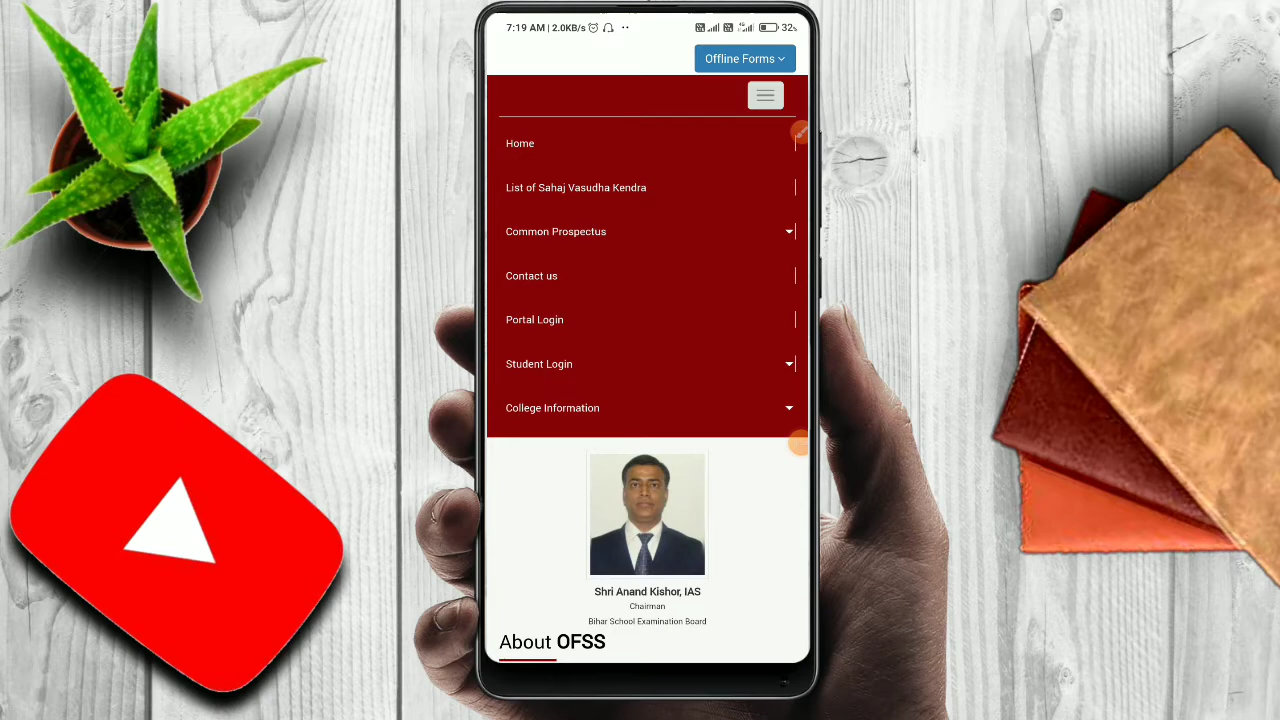 7:19 AM | 2.0KB/s
32%
Offline Forms
Home
List of Sahaj Vasudha Kendra
Common Prospectus
Contact us
Portal Login
Student Login
College Information
Shri Anand Kishor, IAS
Chairman
Bihar School Examination Board
About OFSS